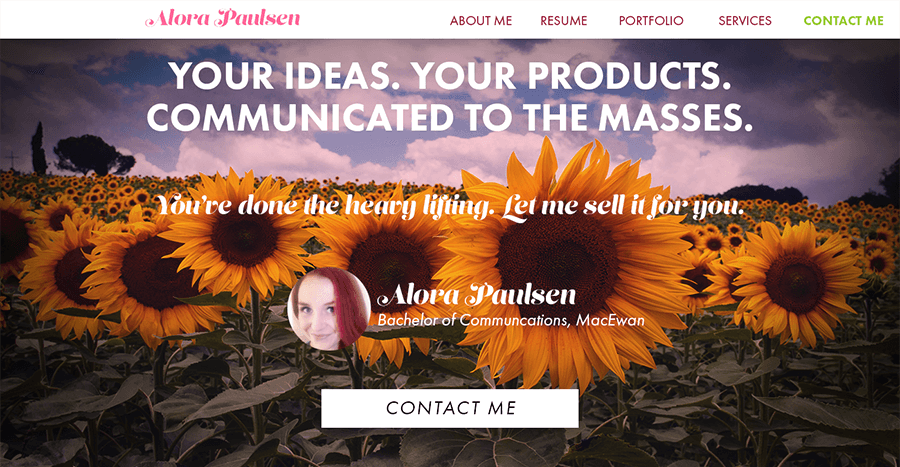 Alora Paulsen
ABOUT ME RESUME PORTFOLIO SERVICES CONTACT ME
YOUR IDEAS. YOUR PRODUCTS.
COMMUNICATED TO THE MASSES.
You've done the heavy lifting. Let me sell it for you.
Alora Paulsen
Bachelor of Communcations, MacEwan
CONTACT ME